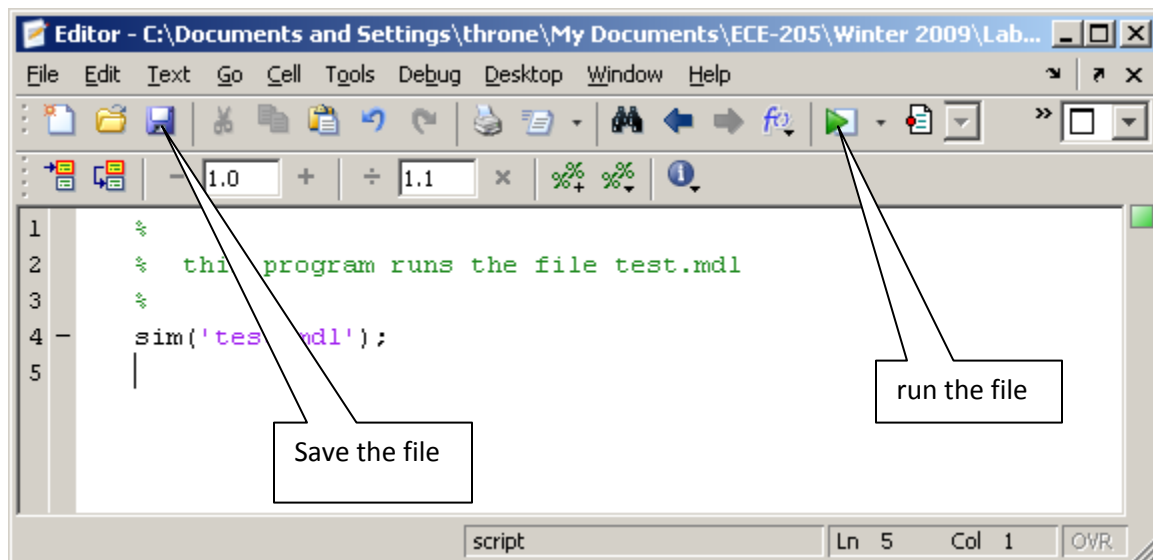 Editor - C:\Documents and Settings\throne\My Documents\ECE-205\Winter 2009\Lab...
File Edit Text Go Cell Tools Debug Desktop Window Help
1.0 1.1
1 %
2 % this program runs the file test.mdl
3 %
4 sim('test.mdl');
5
run the file
Save the file
script Ln 5 Col 1 OVR